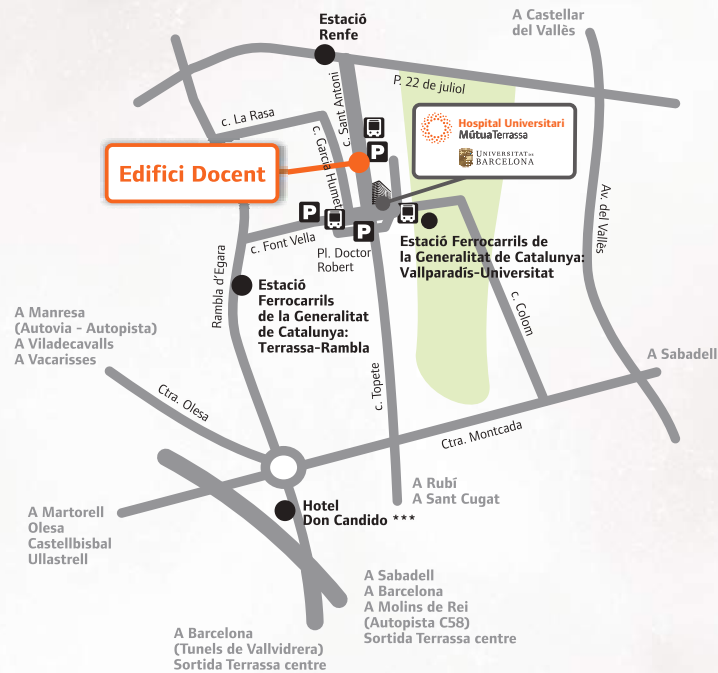 A Castellar
del Vallès
Estació
Renfe
P. 22 de juliol
c. Sant Antoni
c. La Rasa
c. Garcia Humet
P
Hospital Universitari
MútuaTerrassa
UNIVERSITAT DE
BARCELONA
Edifici Docent
Av. del Vallès
P
P
c. Font Vella
Pl. Doctor
Robert
Estació Ferrocarrils de
la Generalitat de Catalunya:
Vallparadís-Universitat
Rambla d'Egara
Estació
Ferrocarrils
de la Generalitat
de Catalunya:
Terrassa-Rambla
c. Colom
A Manresa
(Autovia - Autopista)
A Viladecavalls
A Vacarisses
A Sabadell
c. Topete
Ctra. Olesa
Ctra. Montcada
A Rubí
A Sant Cugat
Hotel
Don Candido ***
A Martorell
Olesa
Castellbisbal
Ullastrell
A Sabadell
A Barcelona
A Molins de Rei
(Autopista C58)
Sortida Terrassa centre
A Barcelona
(Tunels de Vallvidrera)
Sortida Terrassa centre